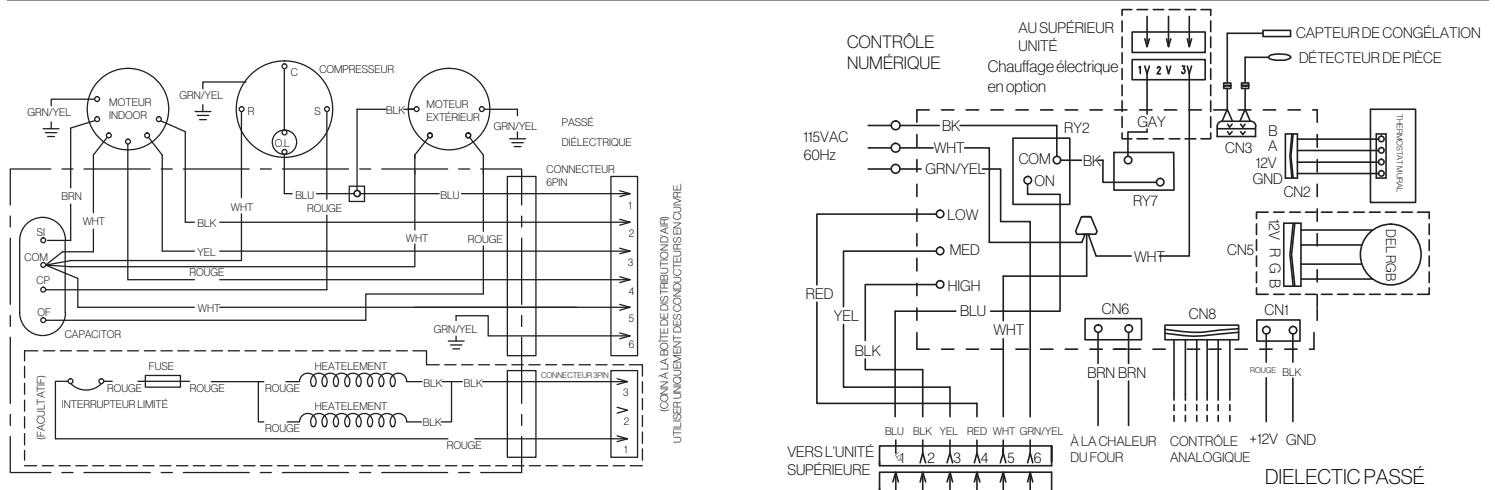 COMPRESSEUR
C
GRN/YEL
MOTEUR
INDOOR
GRN/YEL
R
S
O.L
BLK
MOTEUR
EXTÉRIEUR
GRN/YEL
PASSÉ
DIÉLECTRIQUE
CONNECTEUR
6PIN
BRN
WHT
WHT
BLU
ROUGE
BLU
1
BLK
2
WHT
ROUGE
YEL
3
ROUGE
4
WHT
5
GRN/YEL
6
SI
COM
CP
OF
CAPACITOR
(CONN À LA BOÎTE DE DISTRIBUTION D'AIR)
UTILISER UNIQUEMENT DES CONDUCTEURS EN CUIVRE
(FACULTATIF)
FUSE
ROUGE
ROUGE
INTERRUPTEUR LIMITÉ
HEATELEMENT
ROUGE
BLK
BLK
HEATELEMENT
ROUGE
BLK
ROUGE
CONNECTEUR 3PIN
3
2
1
CONTRÔLE
NUMÉRIQUE
AU SUPÉRIEUR
UNITÉ
Chauffage électrique
en option
1V 2V 3V
GAY
CAPTEUR DE CONGÉLATION
DÉTECTEUR DE PIÈCE
CN3
115VAC
60Hz
BK
WHT
GRN/YEL
RY2
COM
ON
BK
RY7
B
A
12V
GND
CN2
THERMOSTAT MURAL
LOW
MED
HIGH
WHT
CN5
12V R G B
DEL RGB
RED
YEL
BLK
BLU
WHT
CN6
BRN BRN
CN8
CN1
ROUGE BLK
À LA CHALEUR
DU FOUR
CONTRÔLE
ANALOGIQUE
+12V GND
BLU BLK YEL RED WHT GRN/YEL
VERS L'UNITÉ
SUPÉRIEURE
1 2 3 4 5 6
DIELECTIC PASSÉ